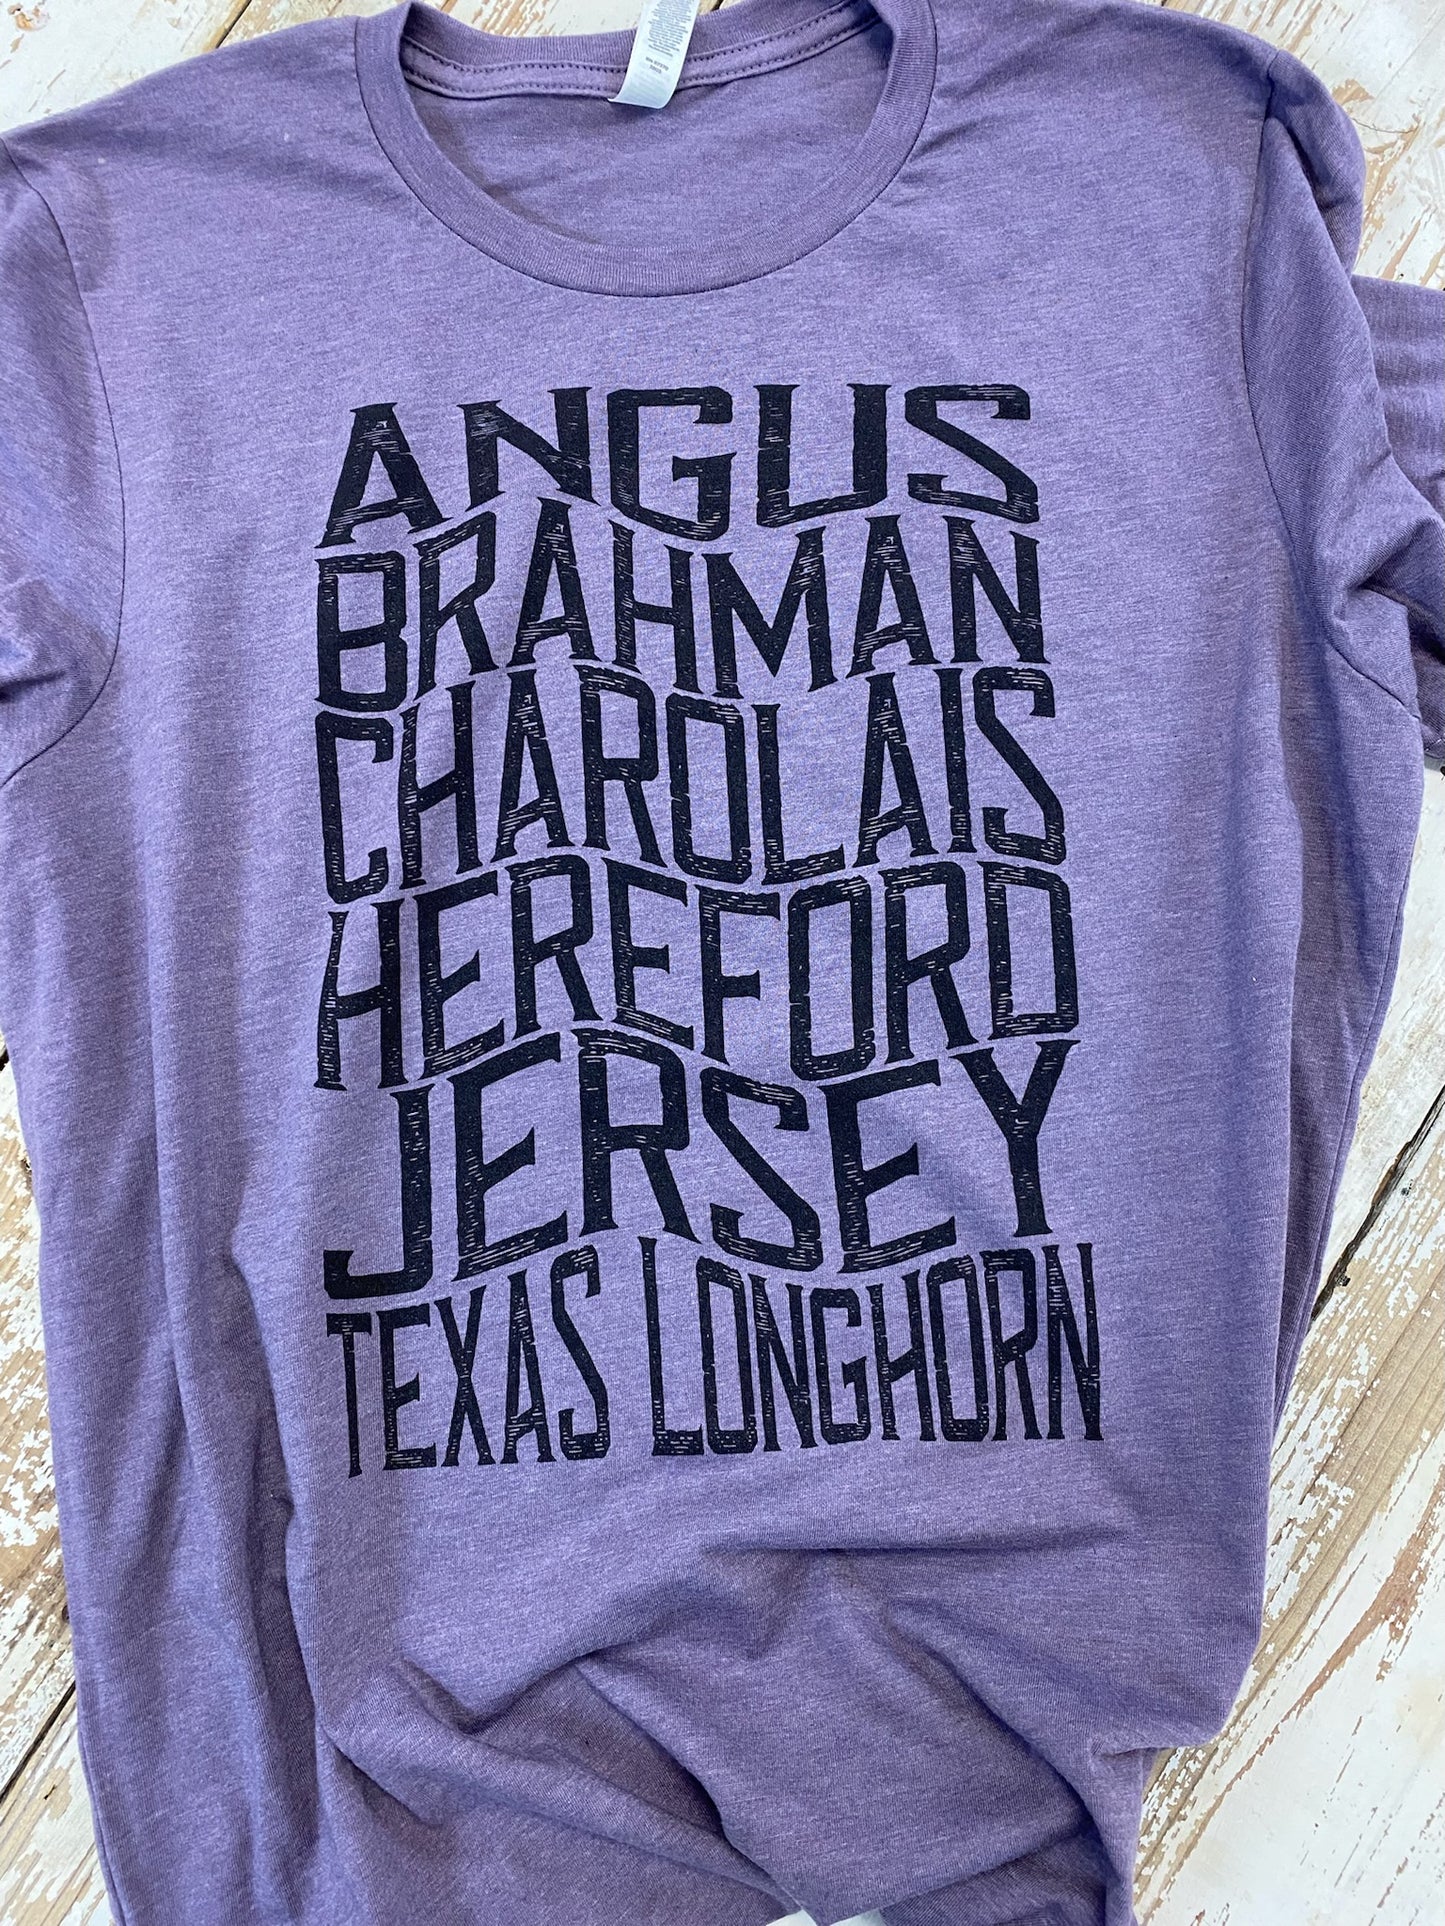 ANGUS
BRAHMAN
CHAROLAIS
HEREFORD
JERSEY
TEXAS LONGHORN